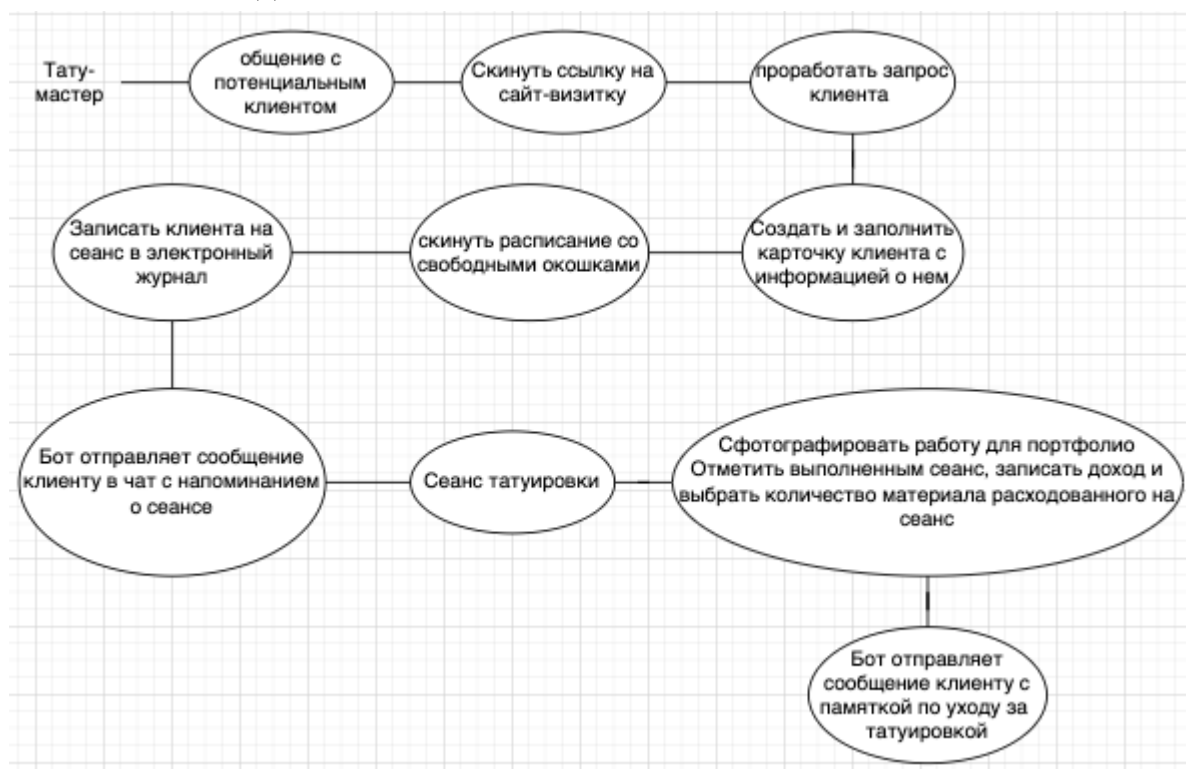 Тату-
мастер
общение с
потенциальным
клиентом
Скинуть ссылку на
сайт-визитку
проработать запрос
клиента
Записать клиента на
сеанс в электронный
журнал
скинуть расписание со
свободными окошками
Создать и заполнить
карточку клиента с
информацией о нем
Бот отправляет сообщение
клиенту в чат с напоминанием
о сеансе
Сеанс татуировки
Сфотографировать работу для портфолио
Отметить выполненным сеанс, записать доход и
выбрать количество материала расходованного на
сеанс
Бот отправляет
сообщение клиенту с
памяткой по уходу за
татуировкой